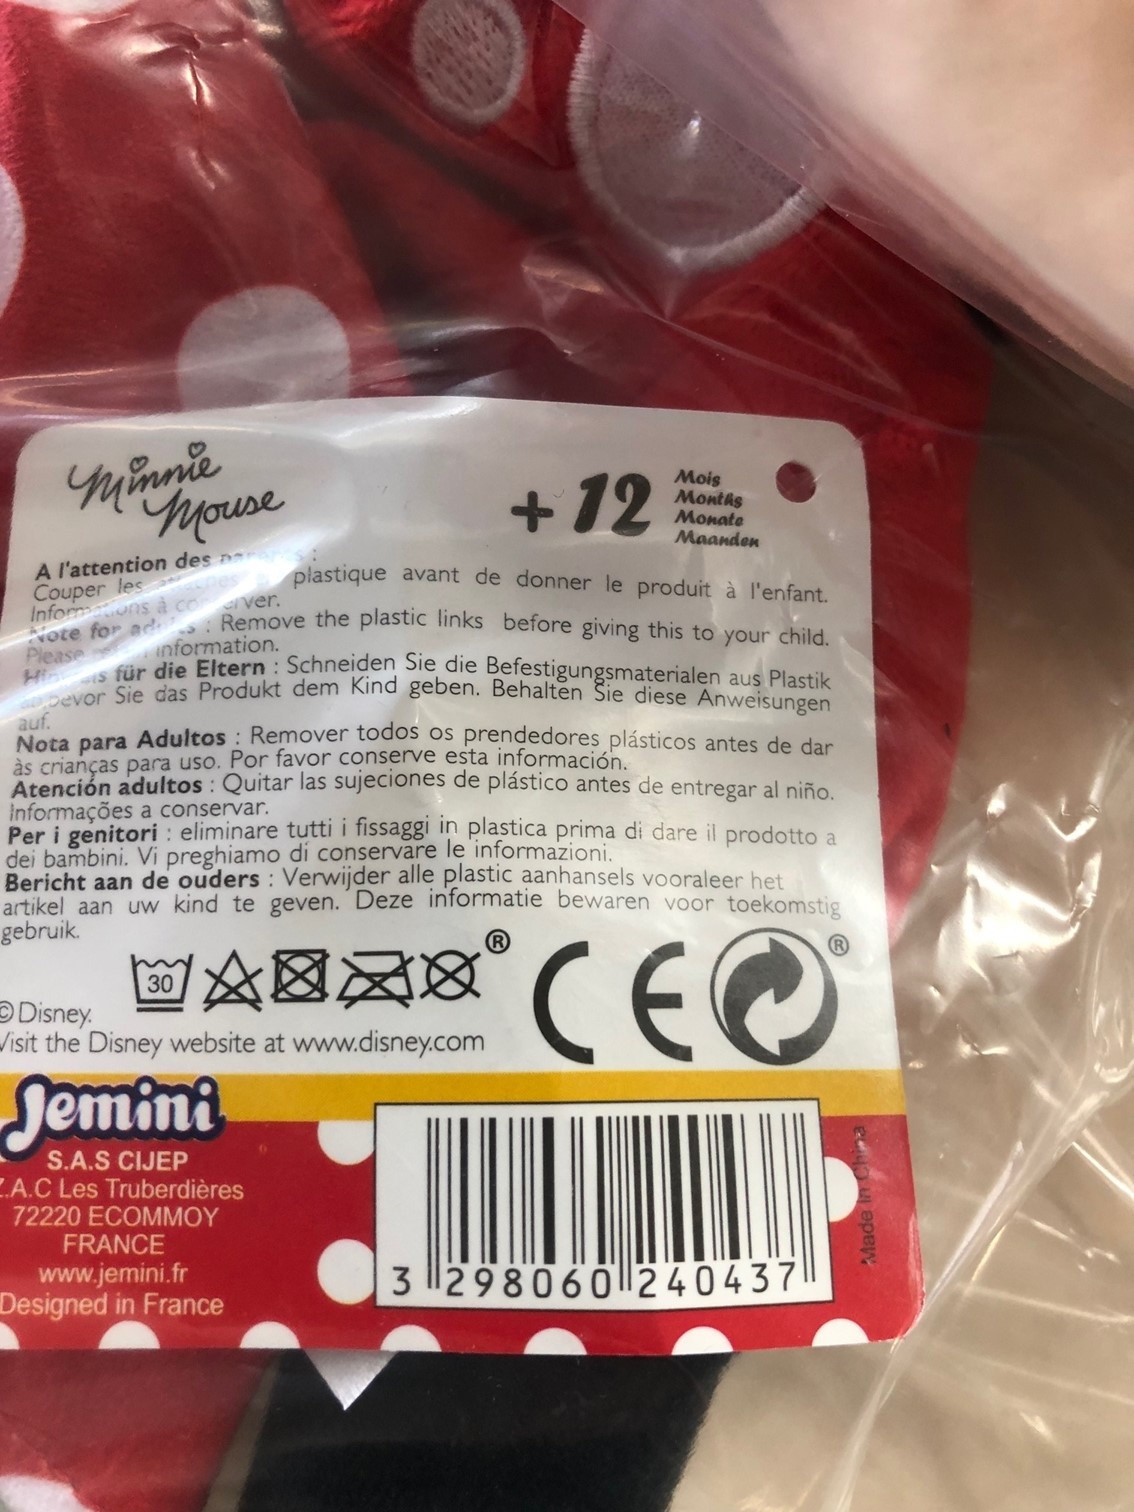 Minnie
Mouse
+12
Mois
Months
Monate
Maanden
A l'attention des parents :
Couper les attaches en plastique avant de donner le produit à l'enfant.
Informations à conserver.
Note for adults : Remove the plastic links before giving this to your child.
Please information.
für die Eltern : Schneiden Sie die Befestigungsmaterialen aus Plastik
bevor Sie das Produkt dem Kind geben. Behalten Sie diese Anweisungen
auf.
Nota para Adultos : Remover todos os prendedores plásticos antes de dar
às crianças para uso. Por favor conserve esta información.
Atención adultos : Quitar las sujeciones de plástico antes de entregar al niño.
Informações a conservar.
Per i genitori : eliminare tutti i fissaggi in plastica prima di dare il prodotto a
dei bambini. Vi preghiamo di conservare le informazioni.
Bericht aan de ouders : Verwijder alle plastic aanhansels vooraleer het
artikel aan uw kind te geven. Deze informatie bewaren voor toekomstig
gebruik.
30 ® CE ®
© Disney.
Visit the Disney website at www.disney.com
Jemini
S.A.S CIJEP
Z.A.C Les Truberdières
72220 ECOMMOY
FRANCE
www.jemini.fr
Designed in France
3 298060 240437
Made in China